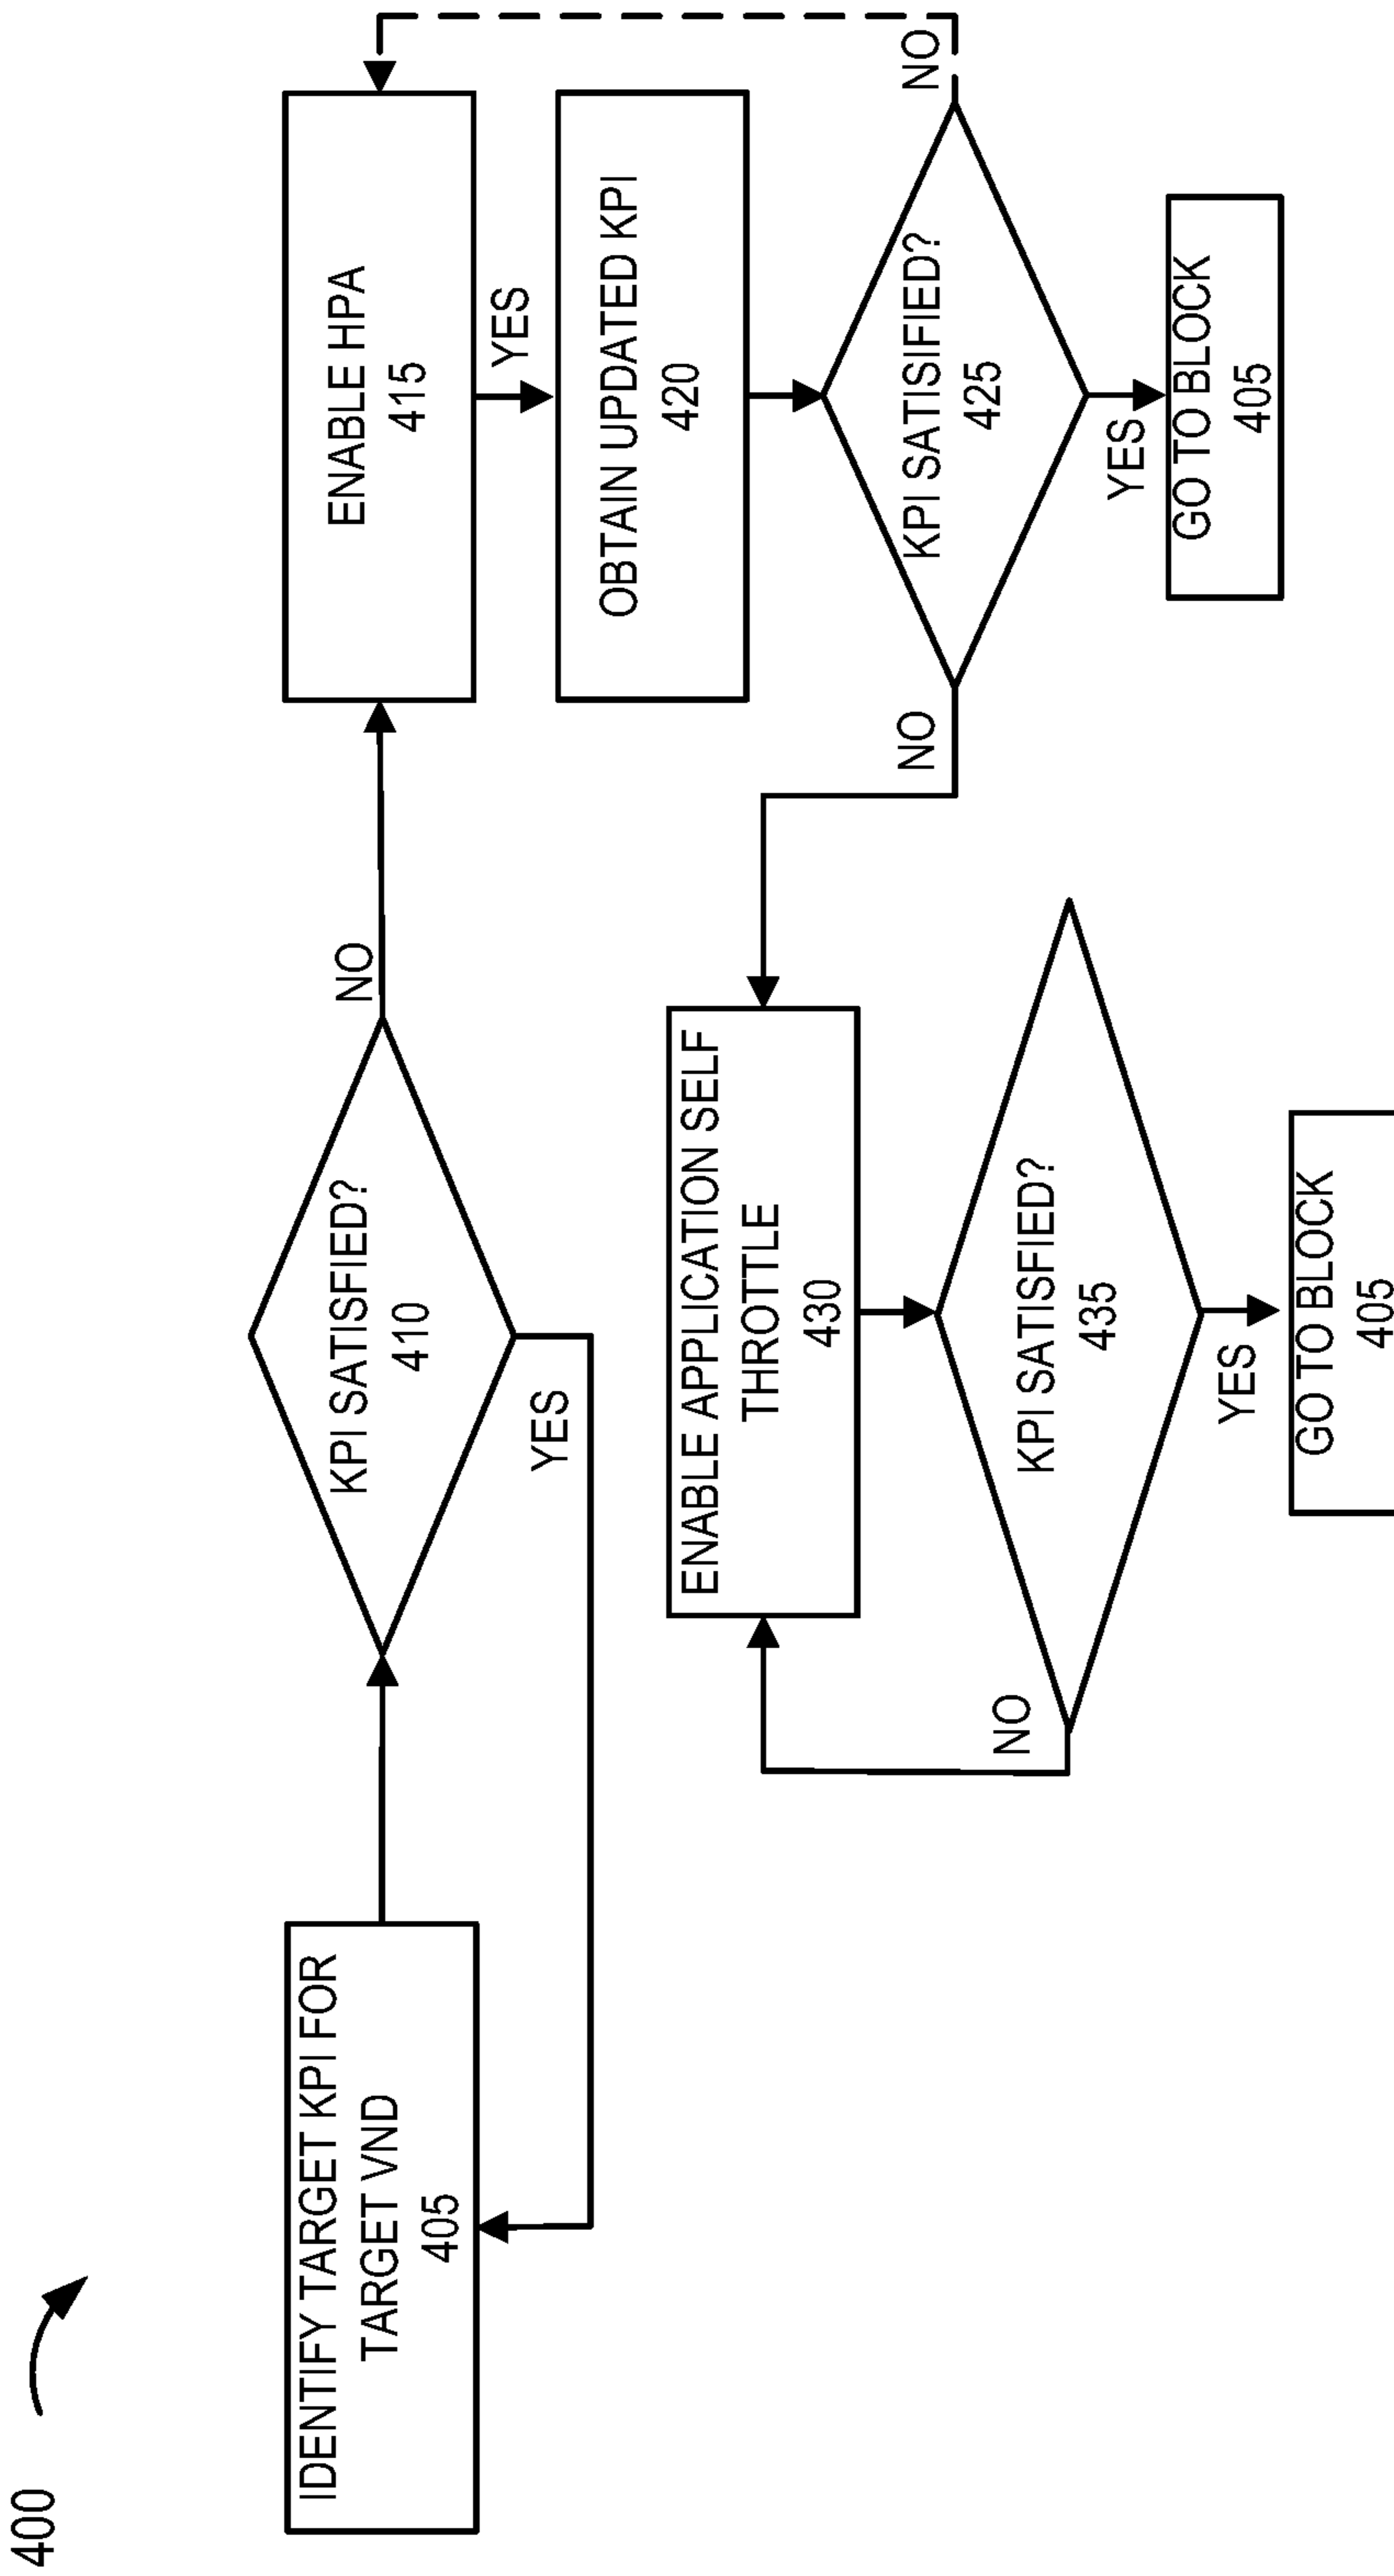 400
IDENTIFY TARGET KPI FOR
TARGET VND
405
KPI SATISFIED?
410
YES
NO
ENABLE HPA
415
YES
OBTAIN UPDATED KPI
420
KPI SATISIFIED?
425
NO
NO
YES
GO TO BLOCK
405
ENABLE APPLICATION SELF
THROTTLE
430
KPI SATISFIED?
435
NO
YES
GO TO BLOCK
405